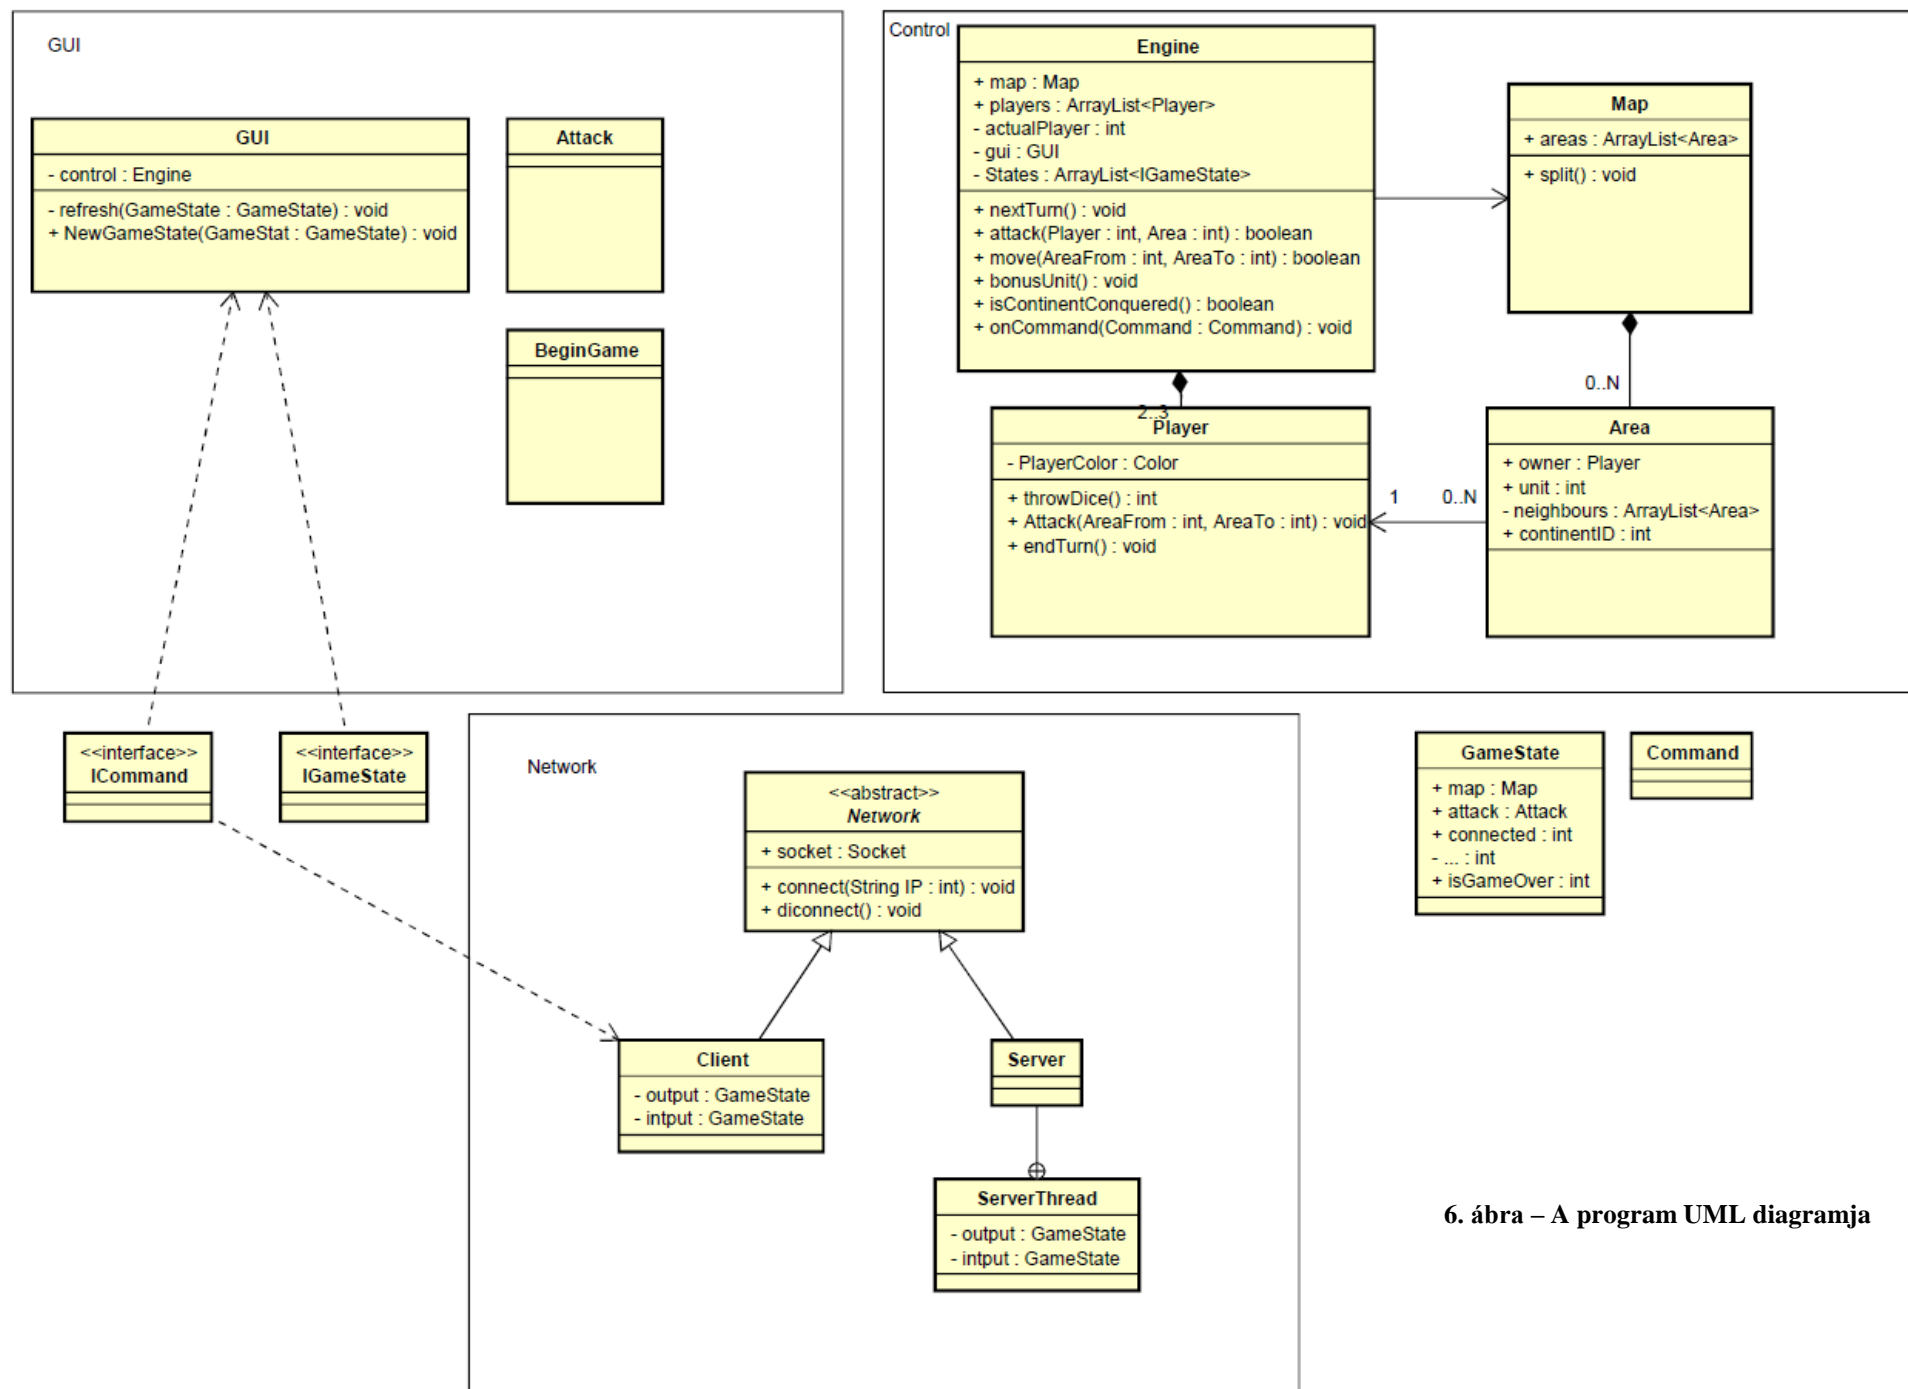 GUI
GUI
- control : Engine
- refresh(GameState : GameState) : void
+ NewGameState(GameStat : GameState) : void
Attack
BeginGame
Control
Engine
+ map : Map
+ players : ArrayList<Player>
- actualPlayer : int
- gui : GUI
- States : ArrayList<IGameState>
+ nextTurn() : void
+ attack(Player : int, Area : int) : boolean
+ move(AreaFrom : int, AreaTo : int) : boolean
+ bonusUnit() : void
+ isContinentConquered() : boolean
+ onCommand(Command : Command) : void
Map
+ areas : ArrayList<Area>
+ split() : void
0..N
2..3
Player
- PlayerColor : Color
+ throwDice() : int
+ Attack(AreaFrom : int, AreaTo : int) : void
+ endTurn() : void
1 0..N
Area
+ owner : Player
+ unit : int
- neighbours : ArrayList<Area>
+ continentID : int
<<interface>>
ICommand
<<interface>>
IGameState
Network
<<abstract>>
Network
+ socket : Socket
+ connect(String IP : int) : void
+ diconnect() : void
Client
- output : GameState
- intput : GameState
Server
ServerThread
- output : GameState
- intput : GameState
GameState
+ map : Map
+ attack : Attack
+ connected : int
- ... : int
+ isGameOver : int
Command
6. ábra – A program UML diagramja